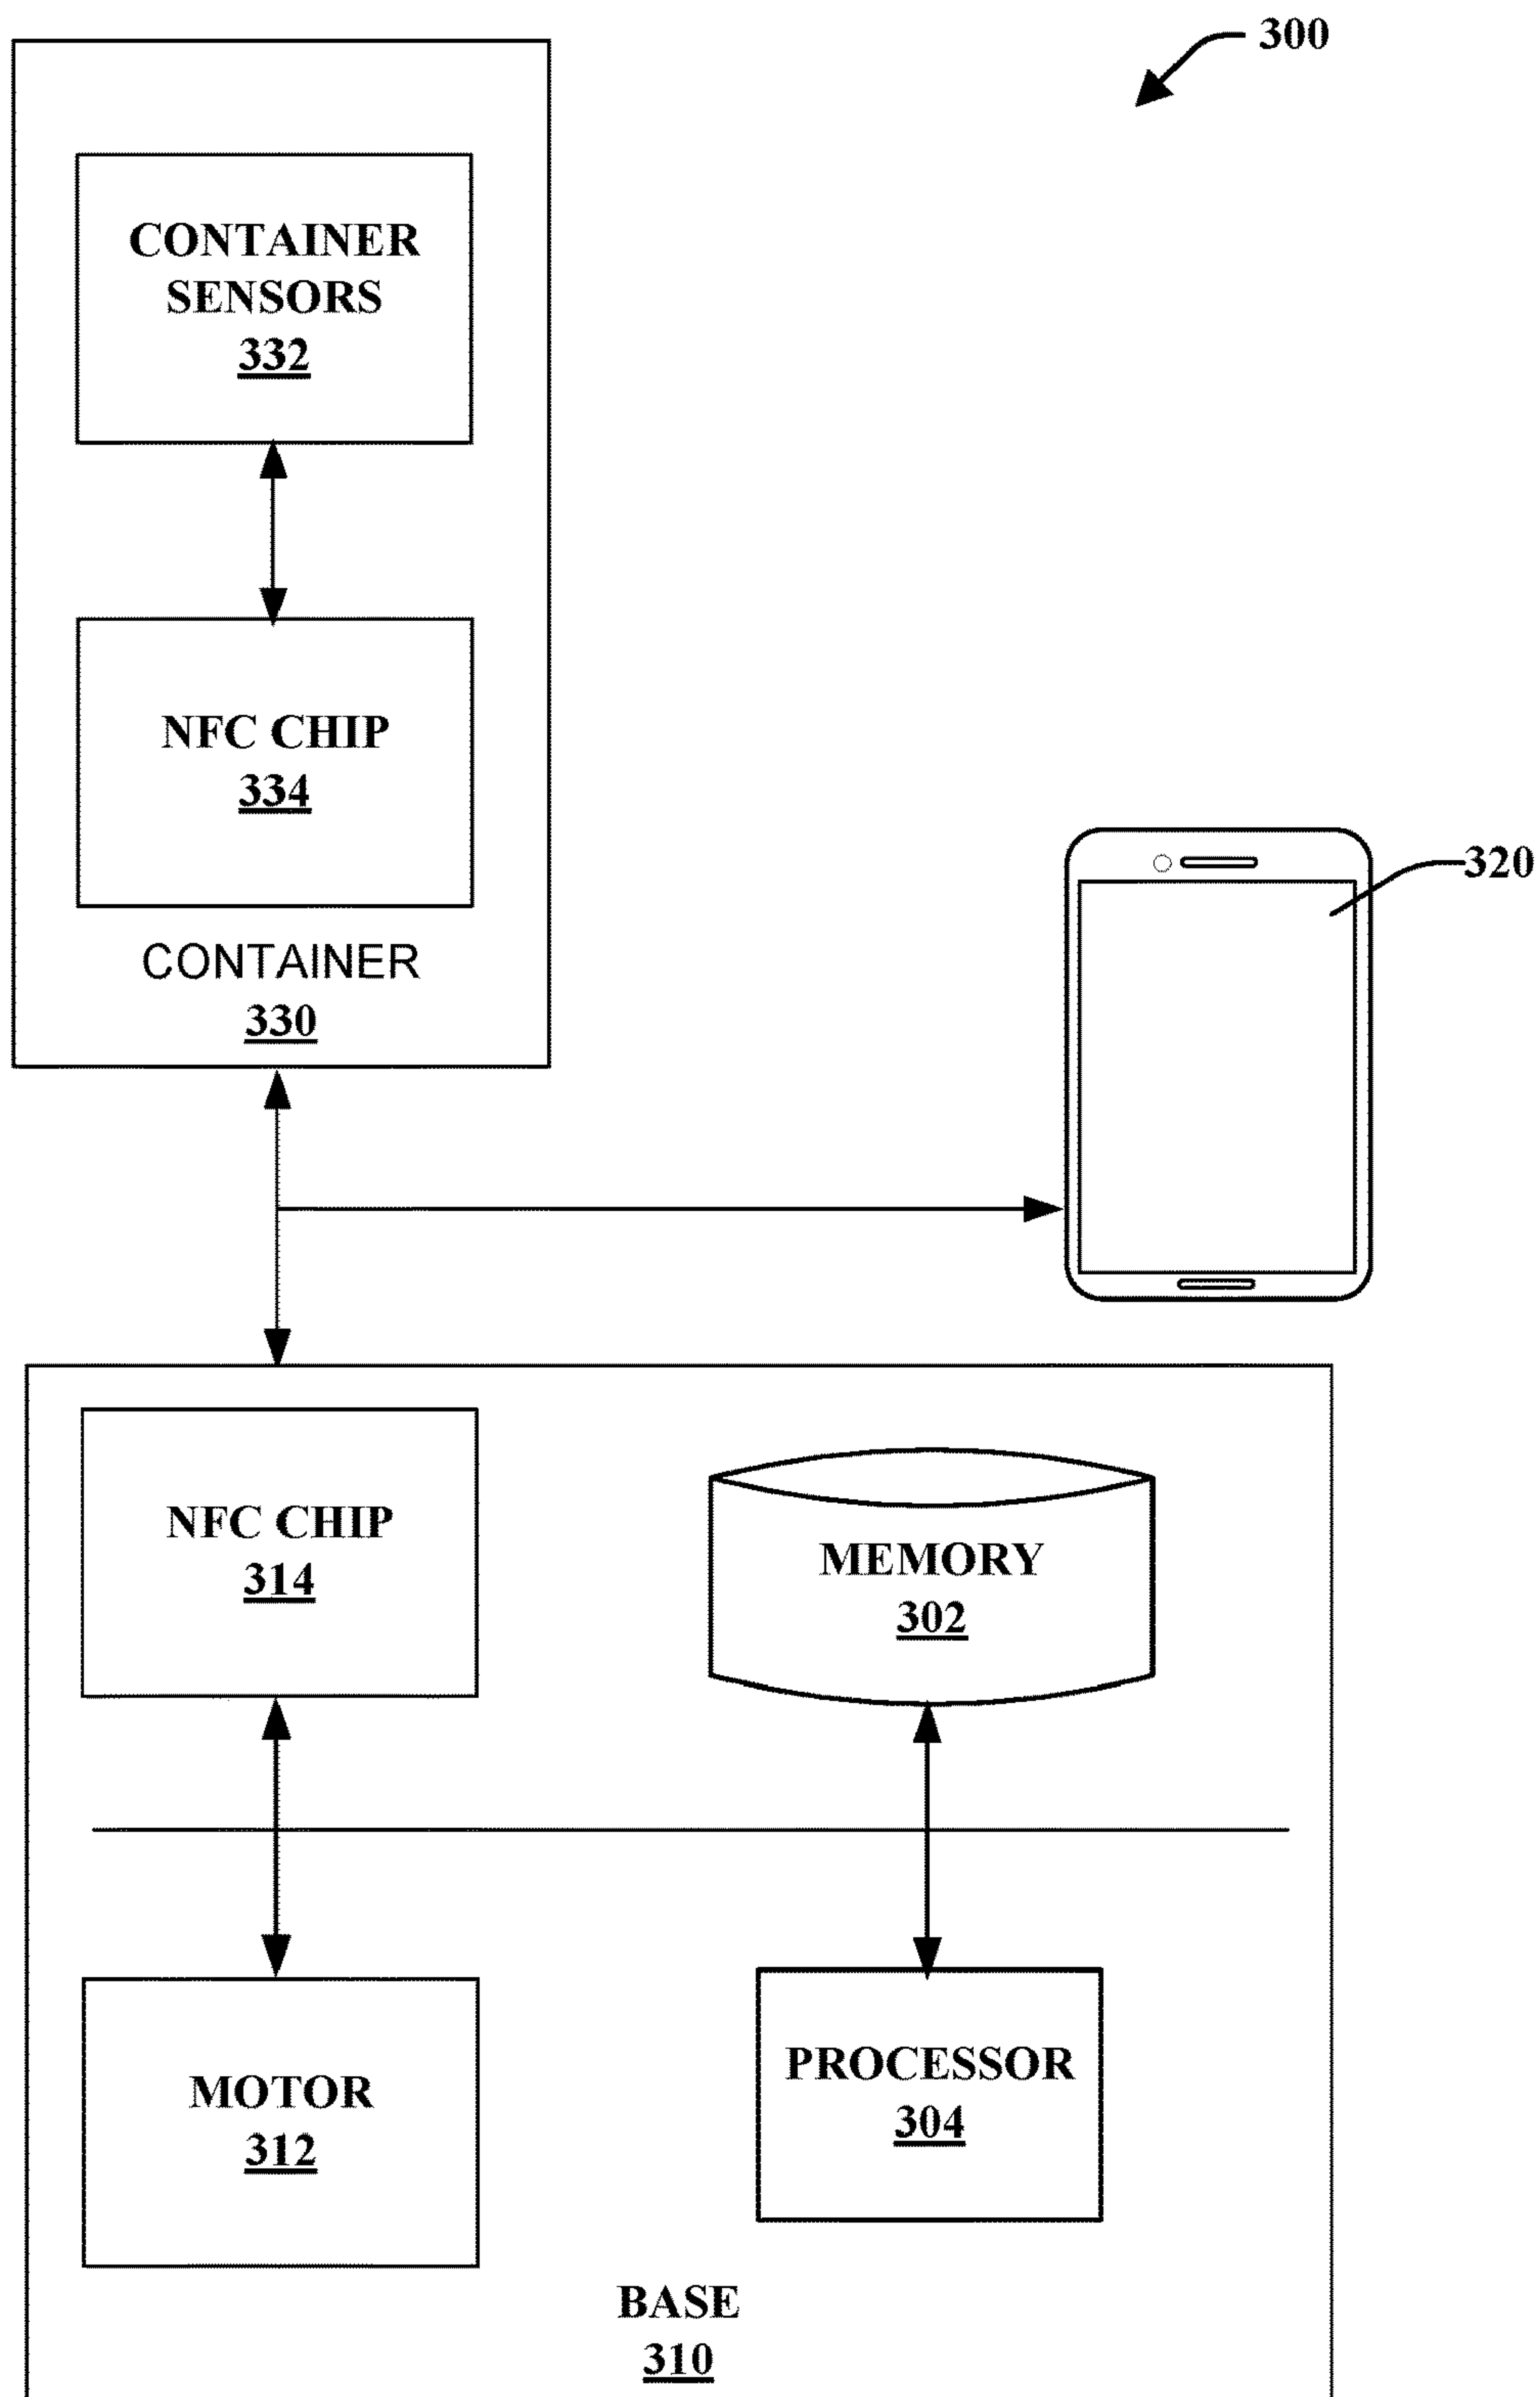 300
CONTAINER
SENSORS
332
NFC CHIP
334
CONTAINER
330
320
NFC CHIP
314
MEMORY
302
MOTOR
312
PROCESSOR
304
BASE
310